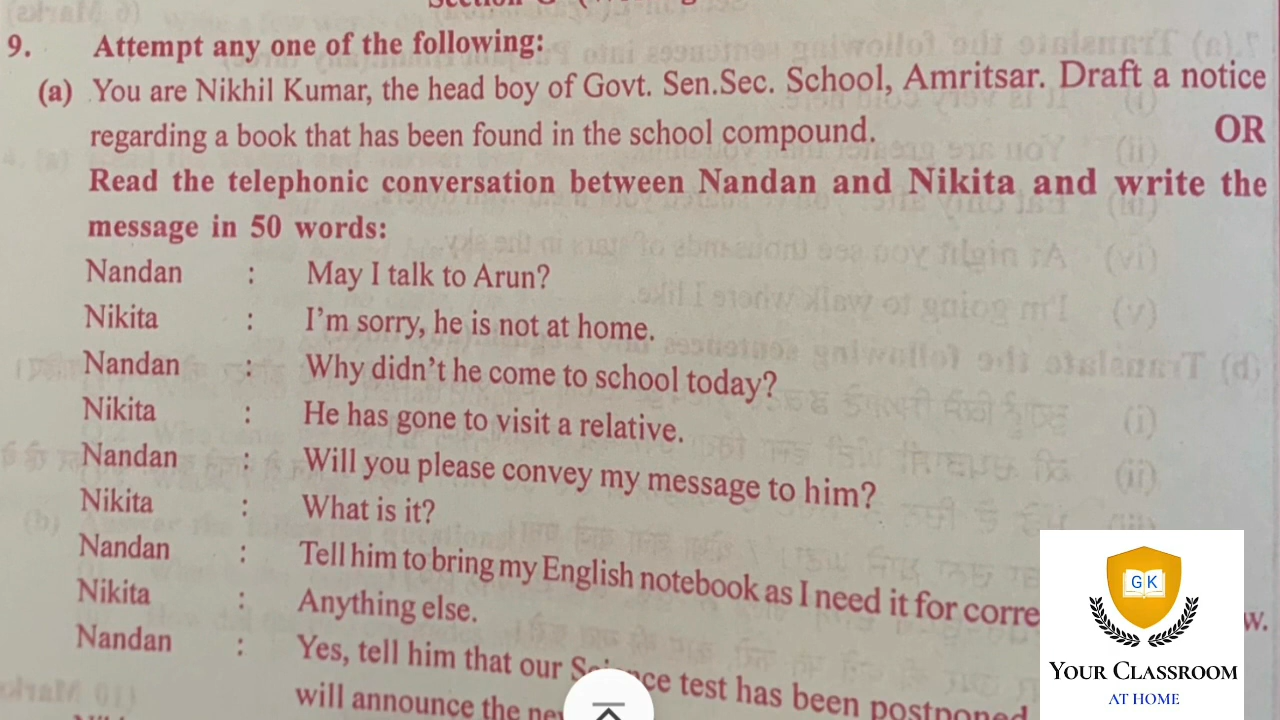 9. Attempt any one of the following:
(a) You are Nikhil Kumar, the head boy of Govt. Sen.Sec. School, Amritsar. Draft a notice
regarding a book that has been found in the school compound. OR
Read the telephonic conversation between Nandan and Nikita and write the
message in 50 words:
Nandan : May I talk to Arun?
Nikita : I'm sorry, he is not at home.
Nandan : Why didn't he come to school today?
Nikita : He has gone to visit a relative.
Nandan : Will you please convey my message to him?
Nikita : What is it?
Nandan : Tell him to bring my English notebook as I need it for corre w.
Nikita : Anything else.
Nandan : Yes, tell him that our test has been postponed
will announce the
GK
YOUR CLASSROOM
AT HOME